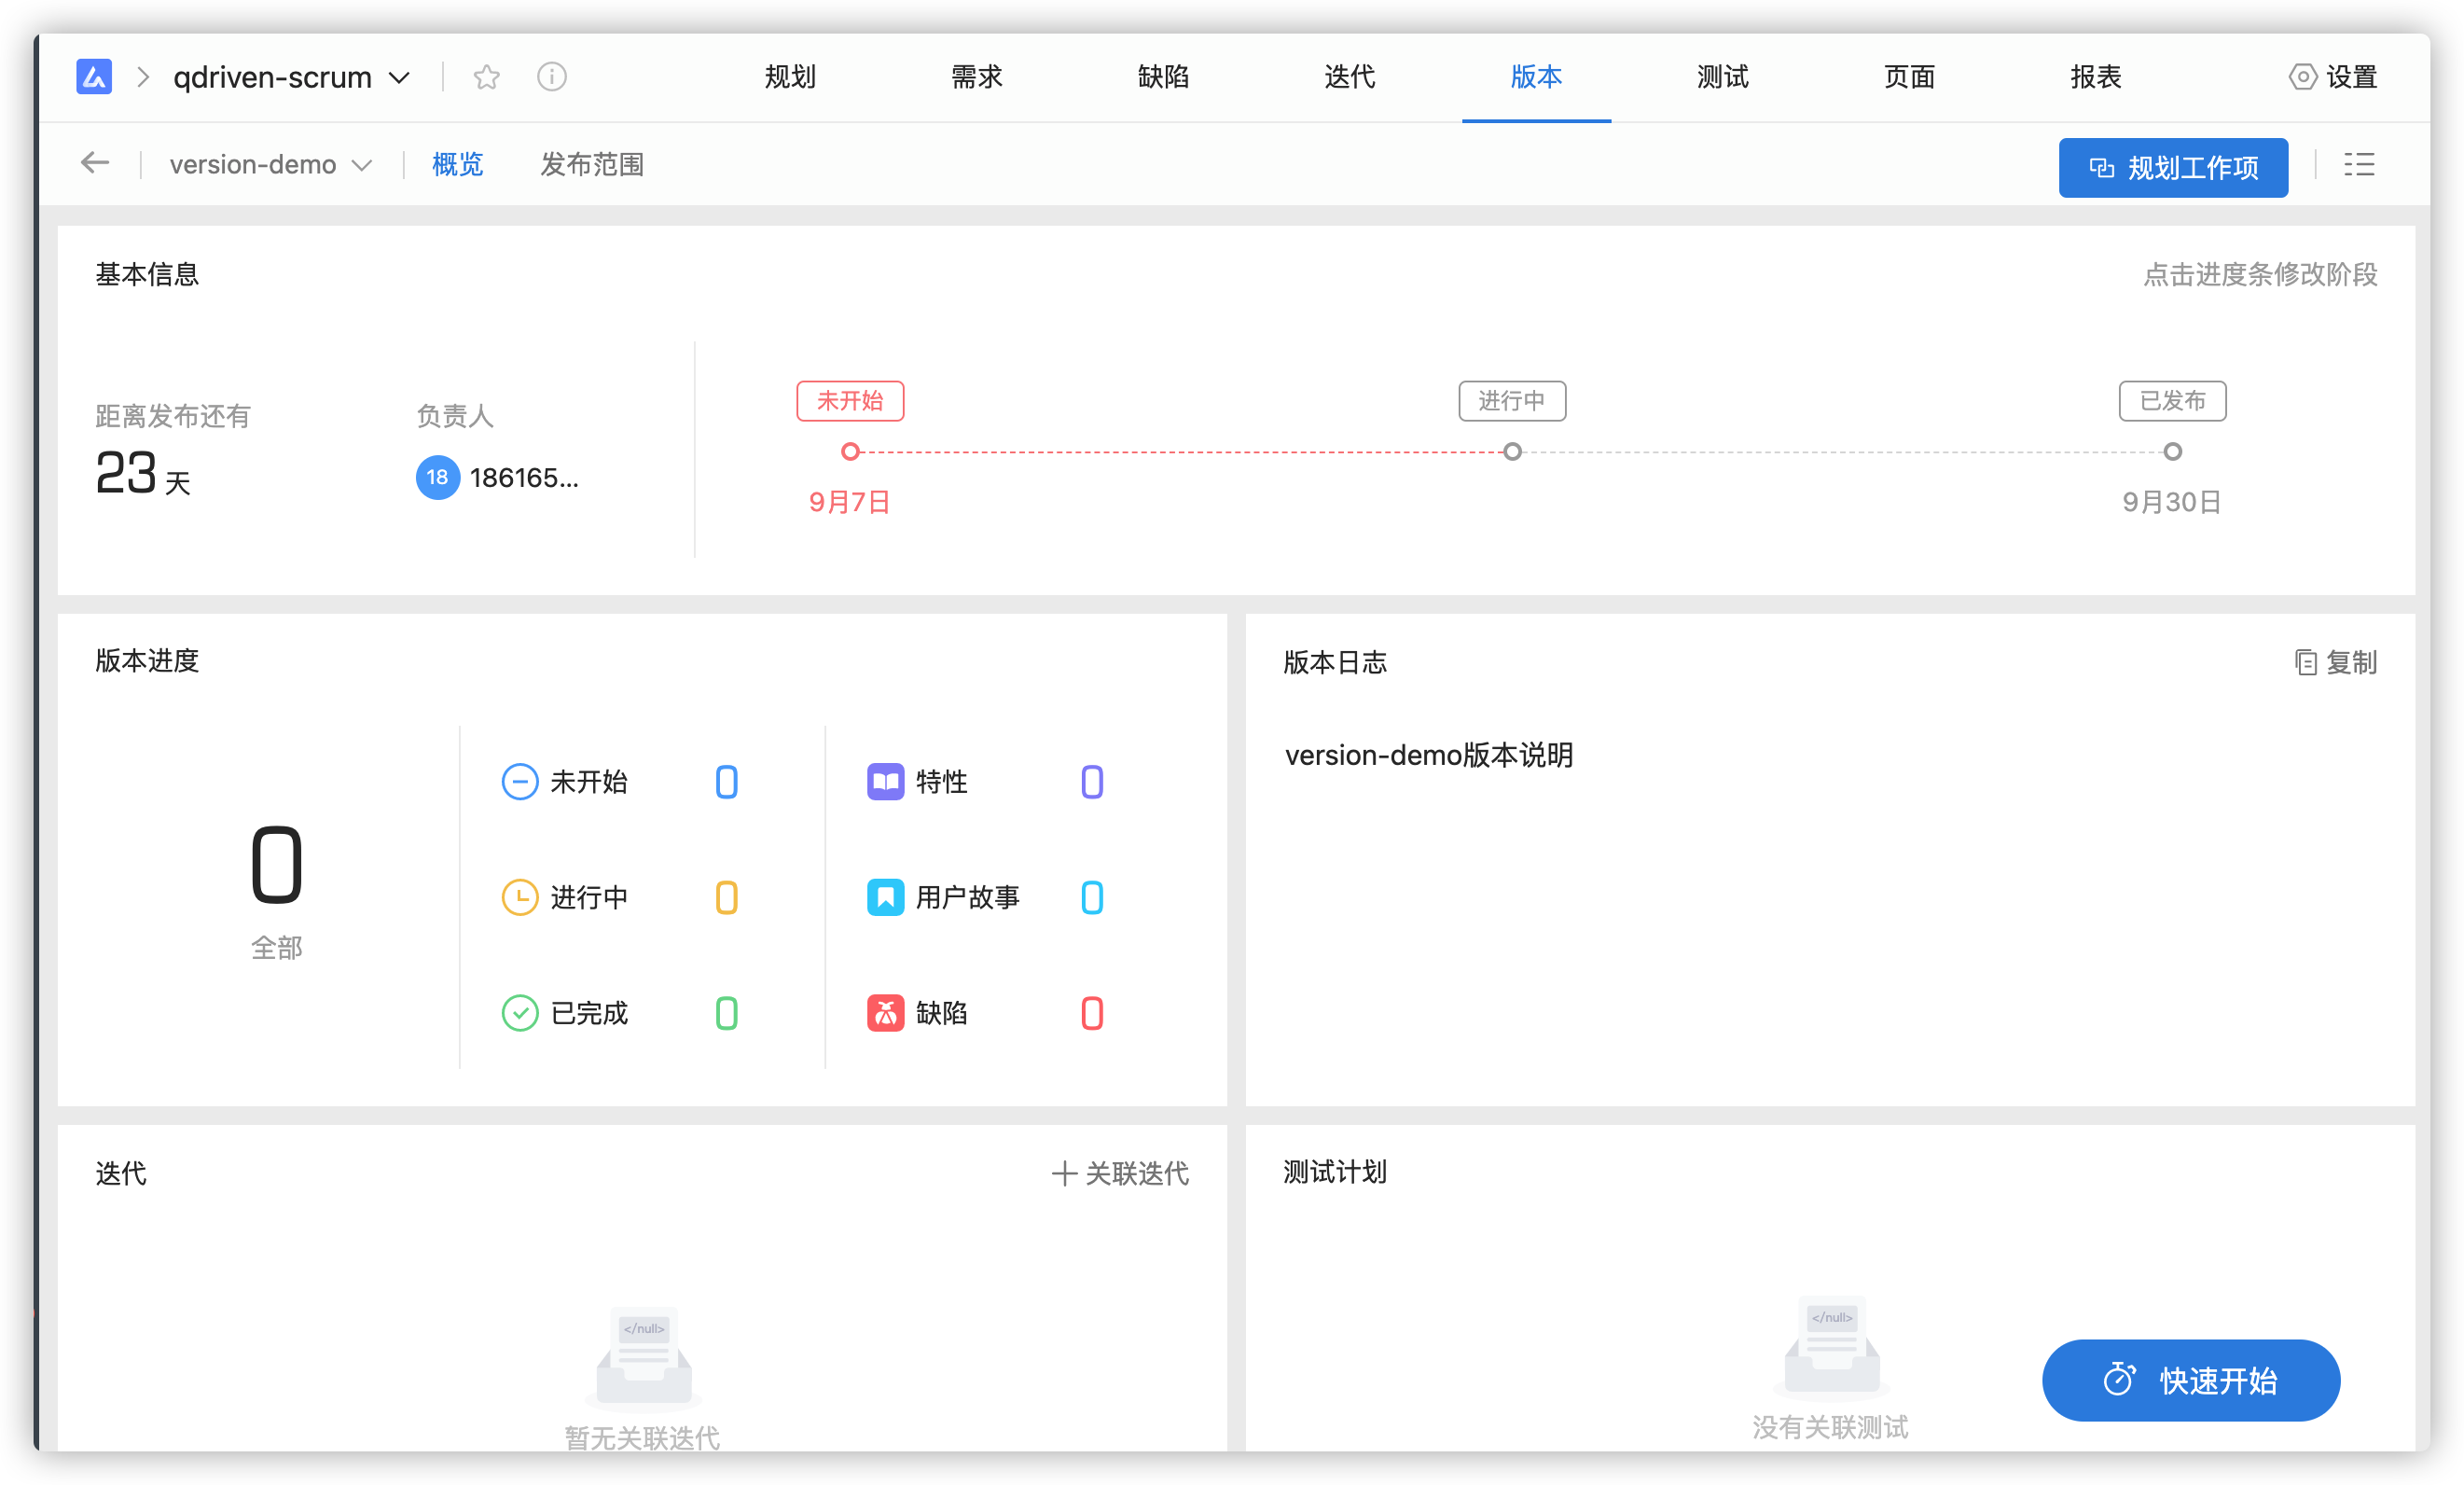 qdriven-scrum
规划 需求 缺陷 迭代 版本 测试 页面 报表 设置
version-demo 概览 发布范围 规划工作项
基本信息 点击进度条修改阶段
距离发布还有
23 天
负责人
18 186165...
未开始 进行中 已发布
9月7日 9月30日
版本进度
0
全部
未开始 0
进行中 0
已完成 0
特性 0
用户故事 0
缺陷 0
版本日志 复制
version-demo版本说明
迭代 关联迭代
</null>
暂无关联迭代
测试计划
</null>
没有关联测试
快速开始